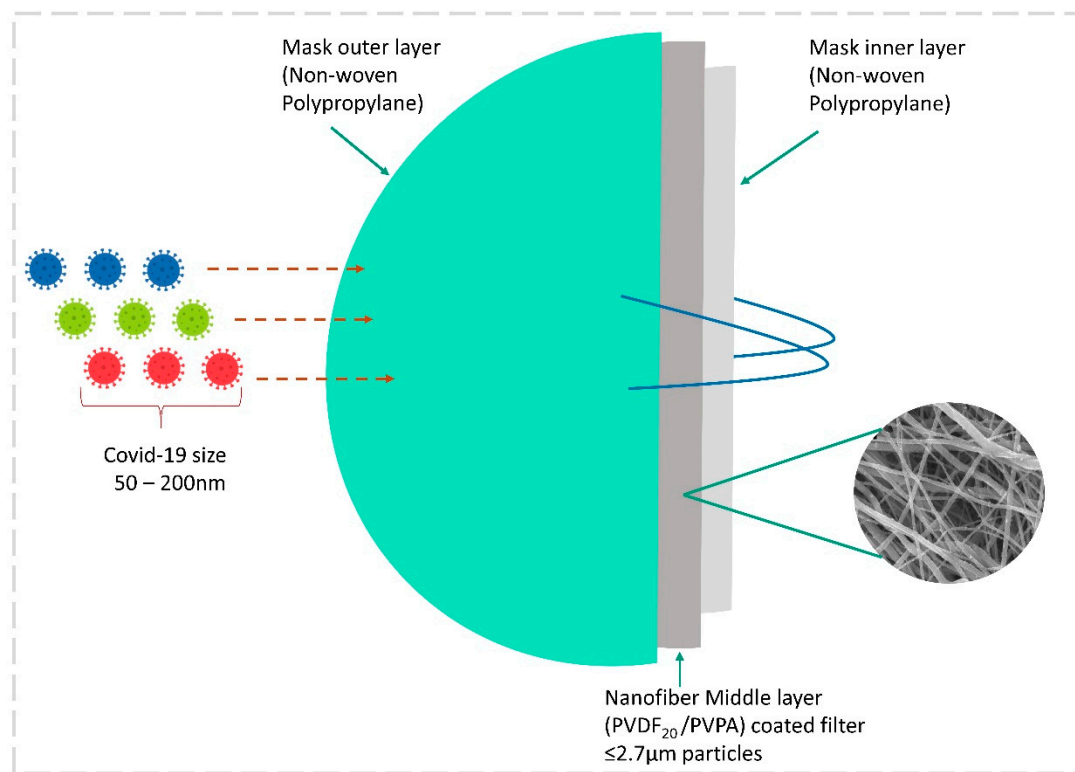 Mask outer layer
(Non-woven
Polypropylane)
Mask inner layer
(Non-woven
Polypropylane)
Covid-19 size
50 – 200nm
Nanofiber Middle layer
(PVDF₂₀/PVPA) coated filter
≤2.7µm particles